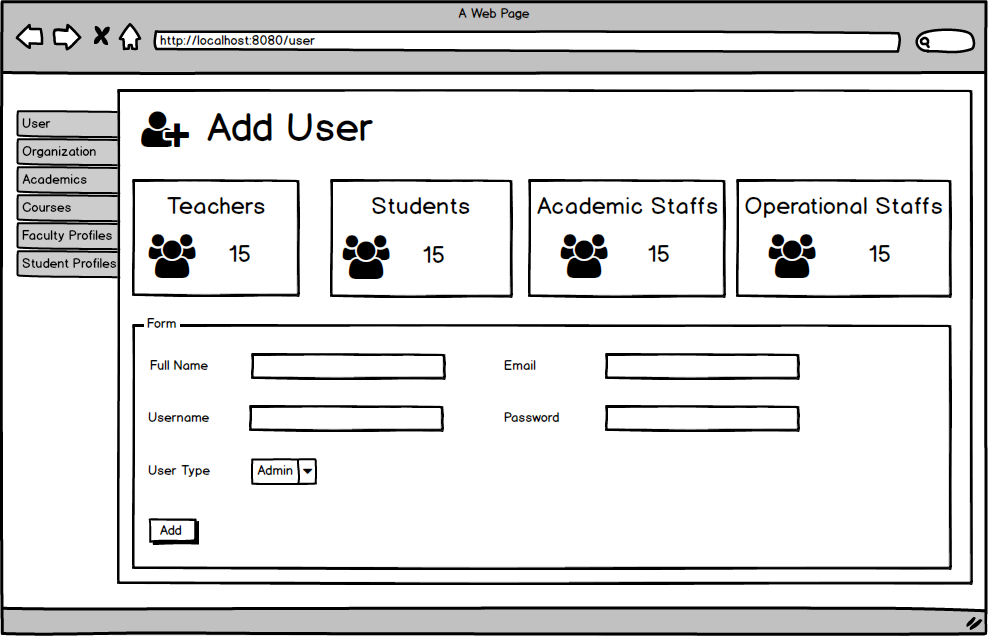 A Web Page
http://localhost:8080/user
User
Organization
Academics
Courses
Faculty Profiles
Student Profiles
Add User
Teachers
15
Students
15
Academic Staffs
15
Operational Staffs
15
Form
Full Name
Email
Username
Password
User Type
Admin
Add